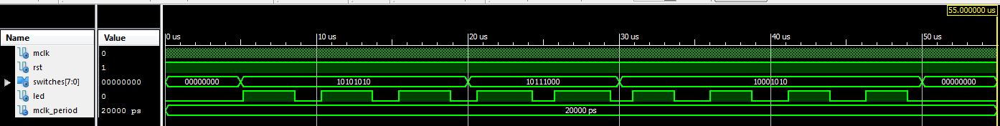 55.000000 us
Name Value 0 us 10 us 20 us 30 us 40 us 50 us
mclk 0
rst 1
switches[7:0] 00000000 00000000 10101010 10111000 10001010 00000000
led 0
mclk_period 20000 ps 20000 ps